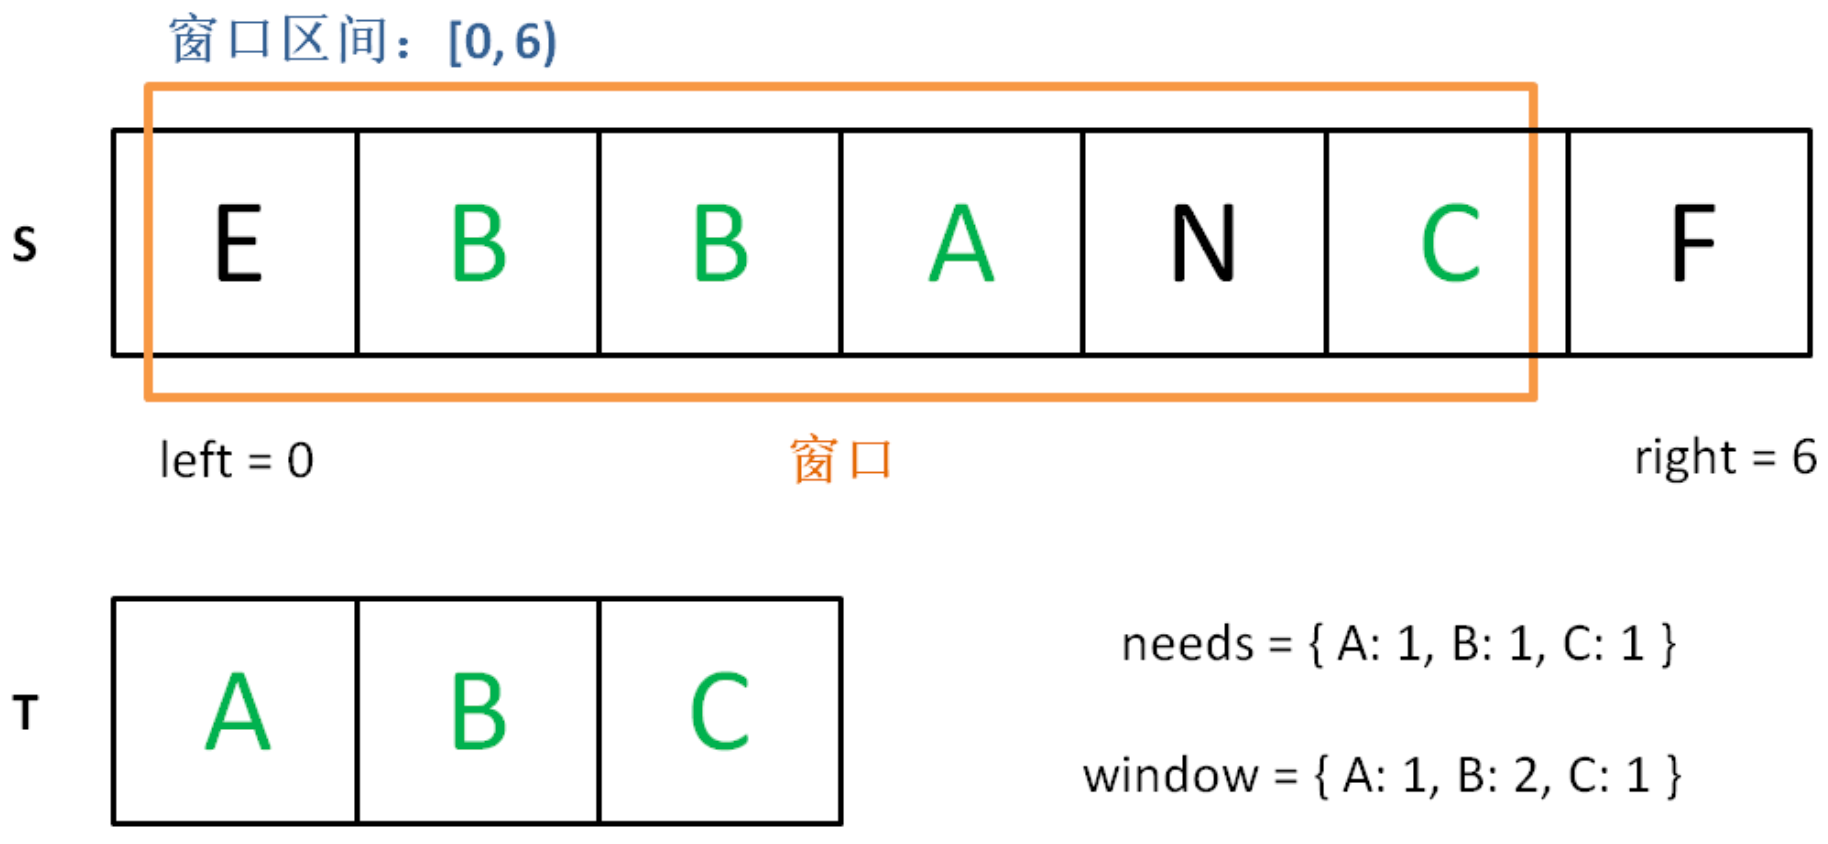 窗口区间：[0, 6)
S E B B A N C F
left = 0 窗口 right = 6
T A B C
needs = { A: 1, B: 1, C: 1 }
window = { A: 1, B: 2, C: 1 }